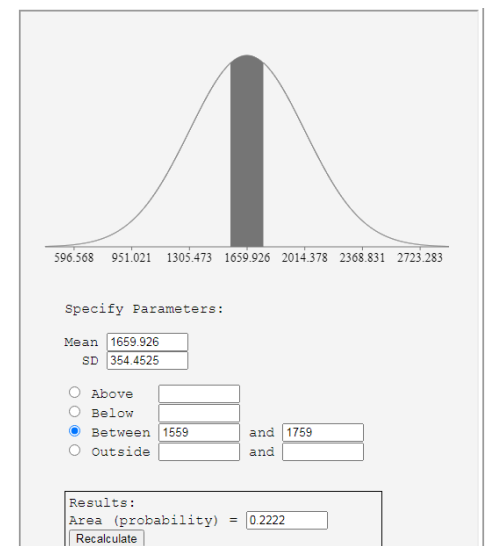 596.568 951.021 1305.473 1659.926 2014.378 2368.831 2723.283
Specify Parameters:
Mean 1659.926
SD 354.4525
Above
Below
Between 1559 and 1759
Outside and
Results:
Area (probability) = 0.2222
Recalculate